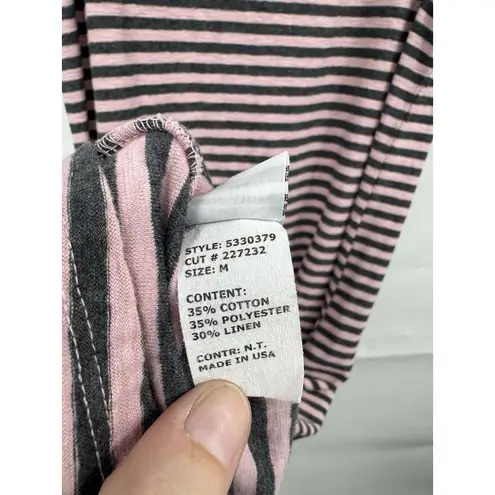 STYLE: 5330379
CUT # 227232
SIZE: M
CONTENT:
35% COTTON
35% POLYESTER
30% LINEN
CONTR: N.T.
MADE IN USA